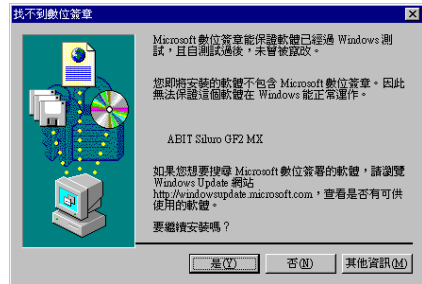 找不到數位簽章
Microsoft 數位簽章能保證軟體已經過 Windows 測
試，且自測試過後，未曾被竄改。
您即將安裝的軟體不包含 Microsoft 數位簽章。因此
無法保證這個軟體在 Windows 能正常運作。
ABIT Siluro GF2 MX
如果您想要搜尋 Microsoft 數位簽署的軟體，請瀏覽
Windows Update 網站
http://windowsupdate.microsoft.com，查看是否有可供
使用的軟體。
要繼續安裝嗎？
是(Y)
否(N)
其他資訊(M)